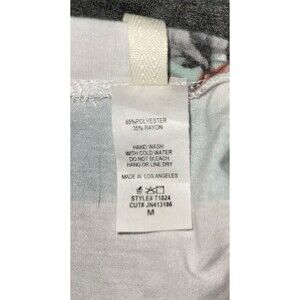 65%POLYESTER
35% RAYON
HAND WASH
WITH COLD WATER
DO NOT BLEACH
HANG OR LINE DRY
MADE IN LOS ANGELES
STYLE# T1824
CUT# JN413186
M